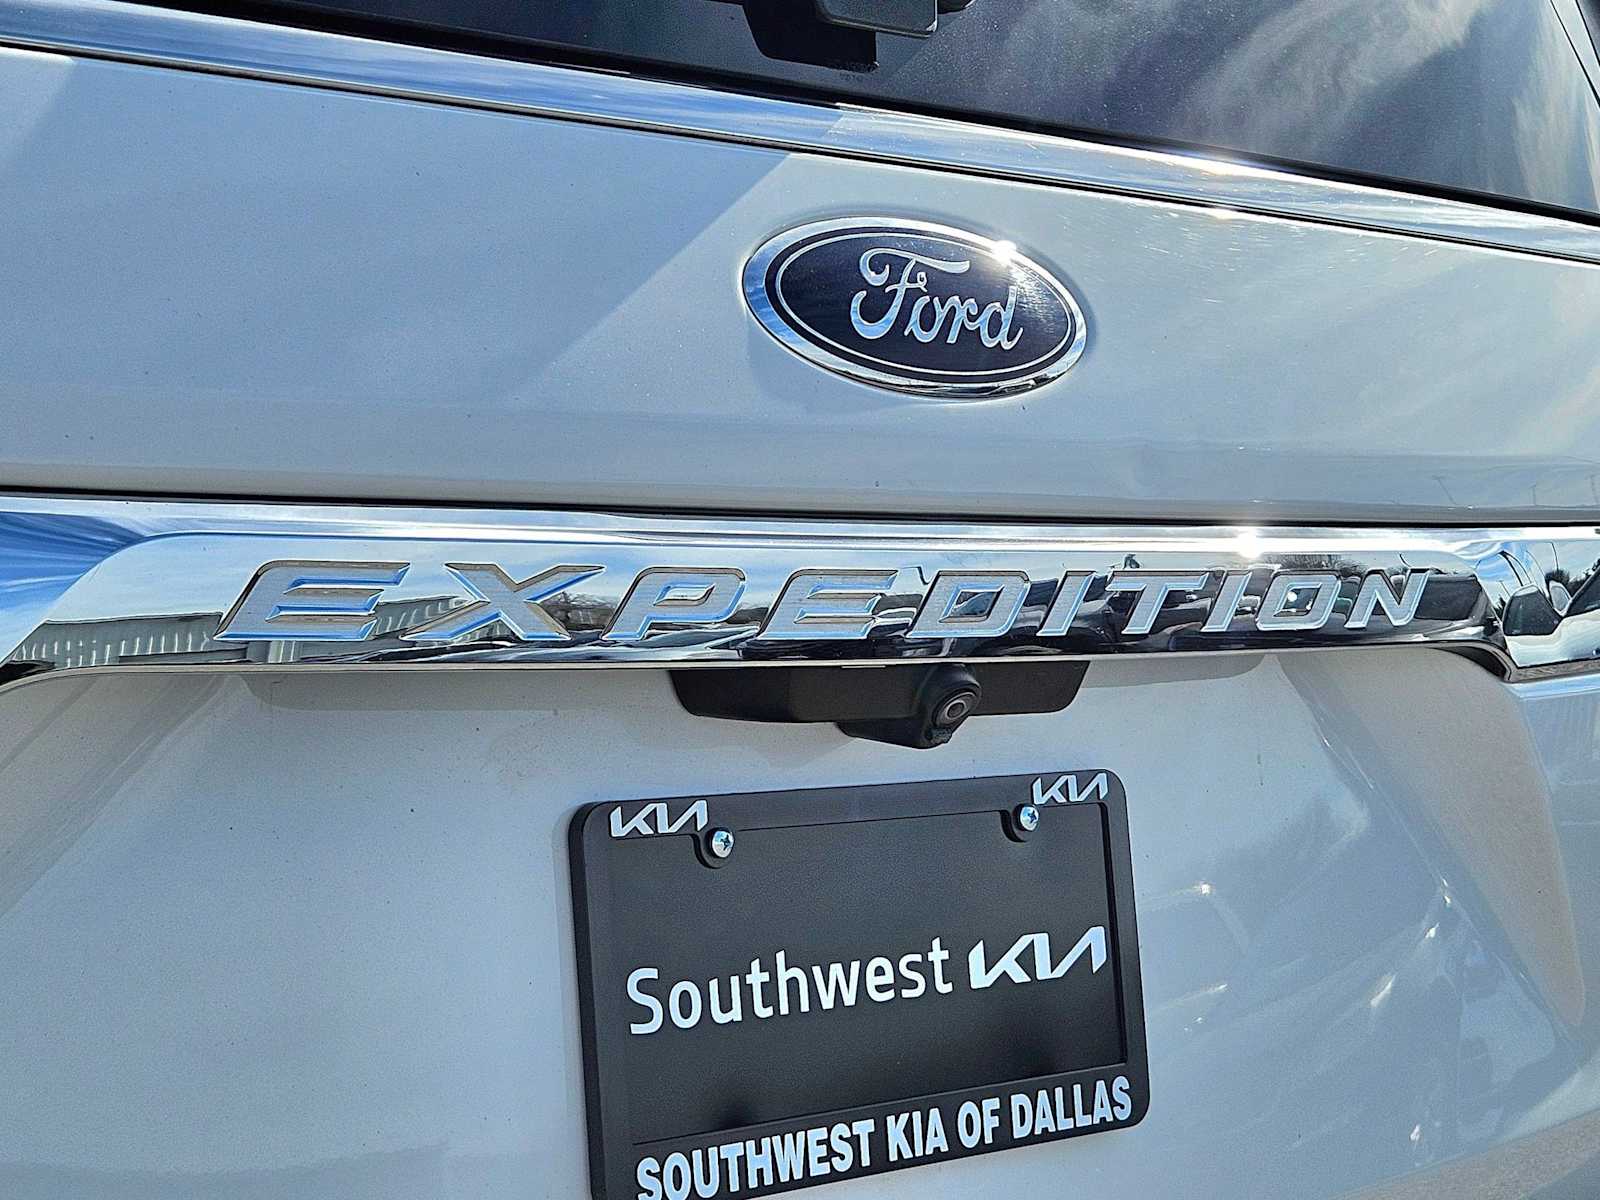 Ford
EXPEDITION
KIA KIA
Southwest KIA
SOUTHWEST KIA OF DALLAS